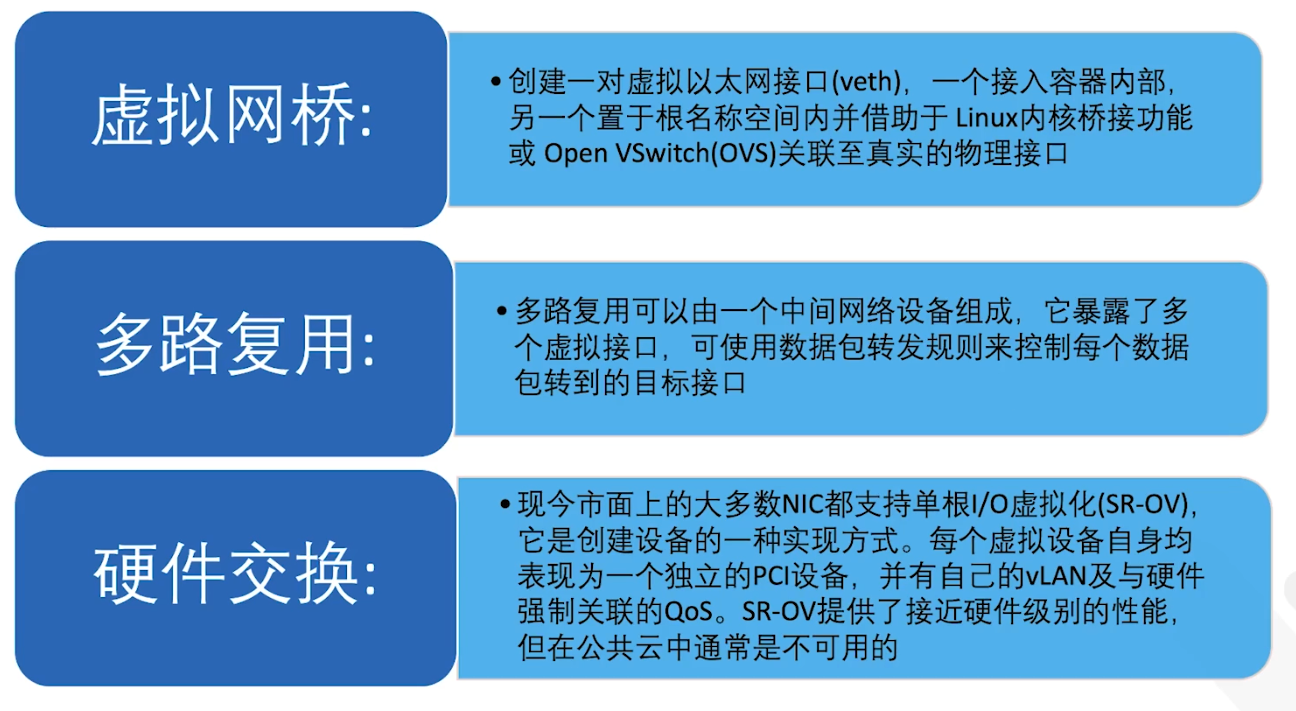 虚拟网桥:
• 创建一对虚拟以太网接口(veth)，一个接入容器内部，
另一个置于根名称空间内并借助于 Linux内核桥接功能
或 Open VSwitch(OVS)关联至真实的物理接口
多路复用:
• 多路复用可以由一个中间网络设备组成，它暴露了多
个虚拟接口，可使用数据包转发规则来控制每个数据
包转到的目标接口
硬件交换:
• 现今市面上的大多数NIC都支持单根I/O虚拟化(SR-OV)，
它是创建设备的一种实现方式。每个虚拟设备自身均
表现为一个独立的PCI设备，并有自己的vLAN及与硬件
强制关联的QoS。SR-OV提供了接近硬件级别的性能，
但在公共云中通常是不可用的